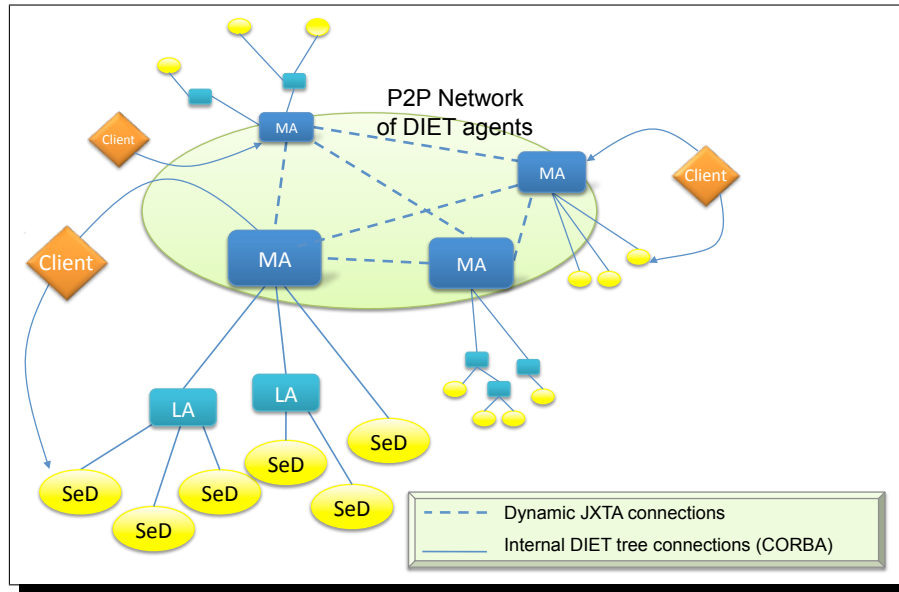 P2P Network
of DIET agents
MA
Client
MA
Client
Client
MA
MA
LA
LA
SeD
SeD
SeD
SeD
SeD
SeD
Dynamic JXTA connections
Internal DIET tree connections (CORBA)